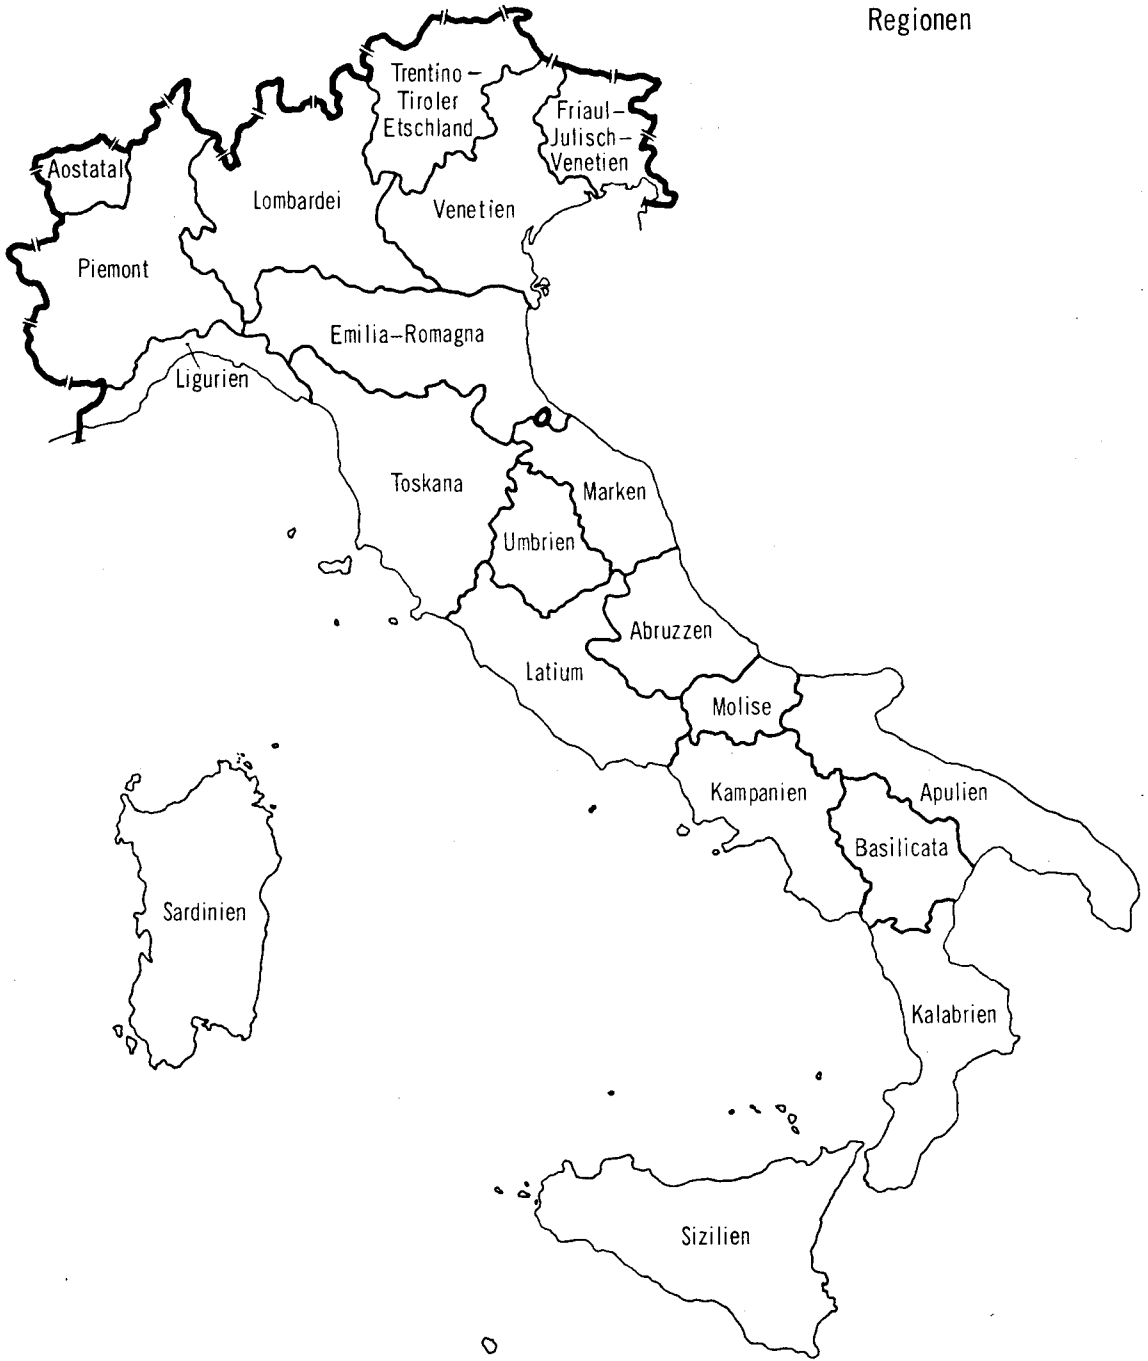 Regionen
Trentino–
Tiroler
Etschland
Friaul–
Julisch–
Venetien
Aostatal
Lombardei
Venetien
Piemont
Emilia–Romagna
Ligurien
Toskana
Marken
Umbrien
Abruzzen
Latium
Molise
Kampanien
Apulien
Basilicata
Sardinien
Kalabrien
Sizilien